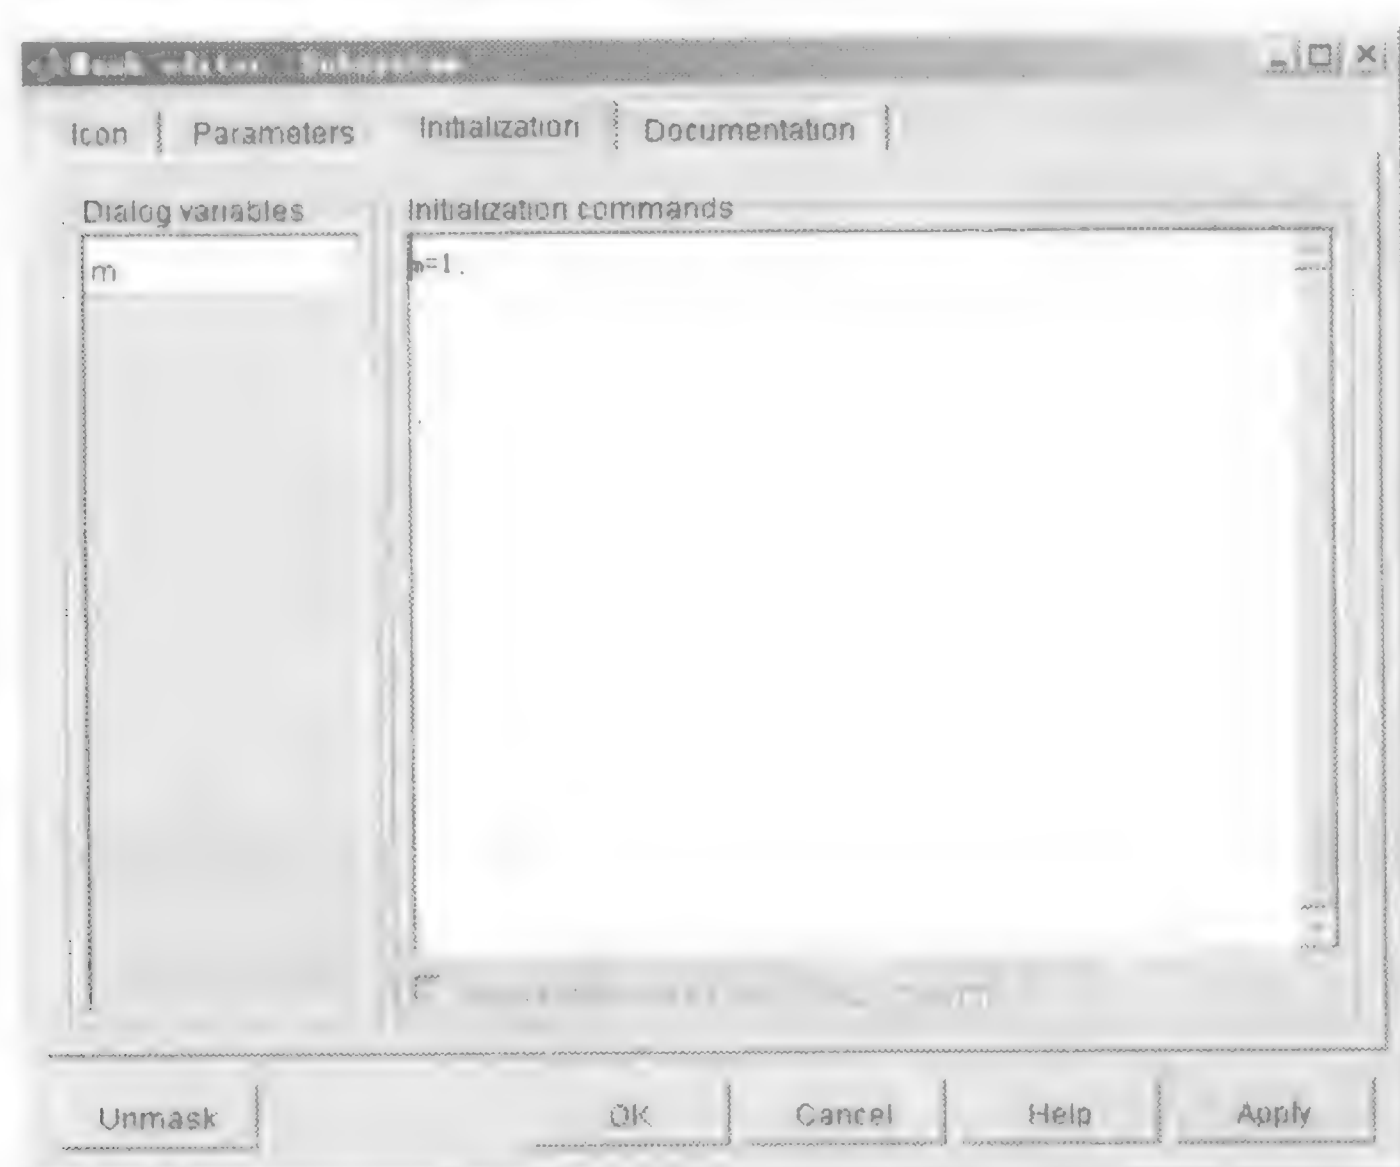 Icon Parameters Initialization Documentation
Dialog variables
Initialization commands
m
m=1
Unmask OK Cancel Help Apply